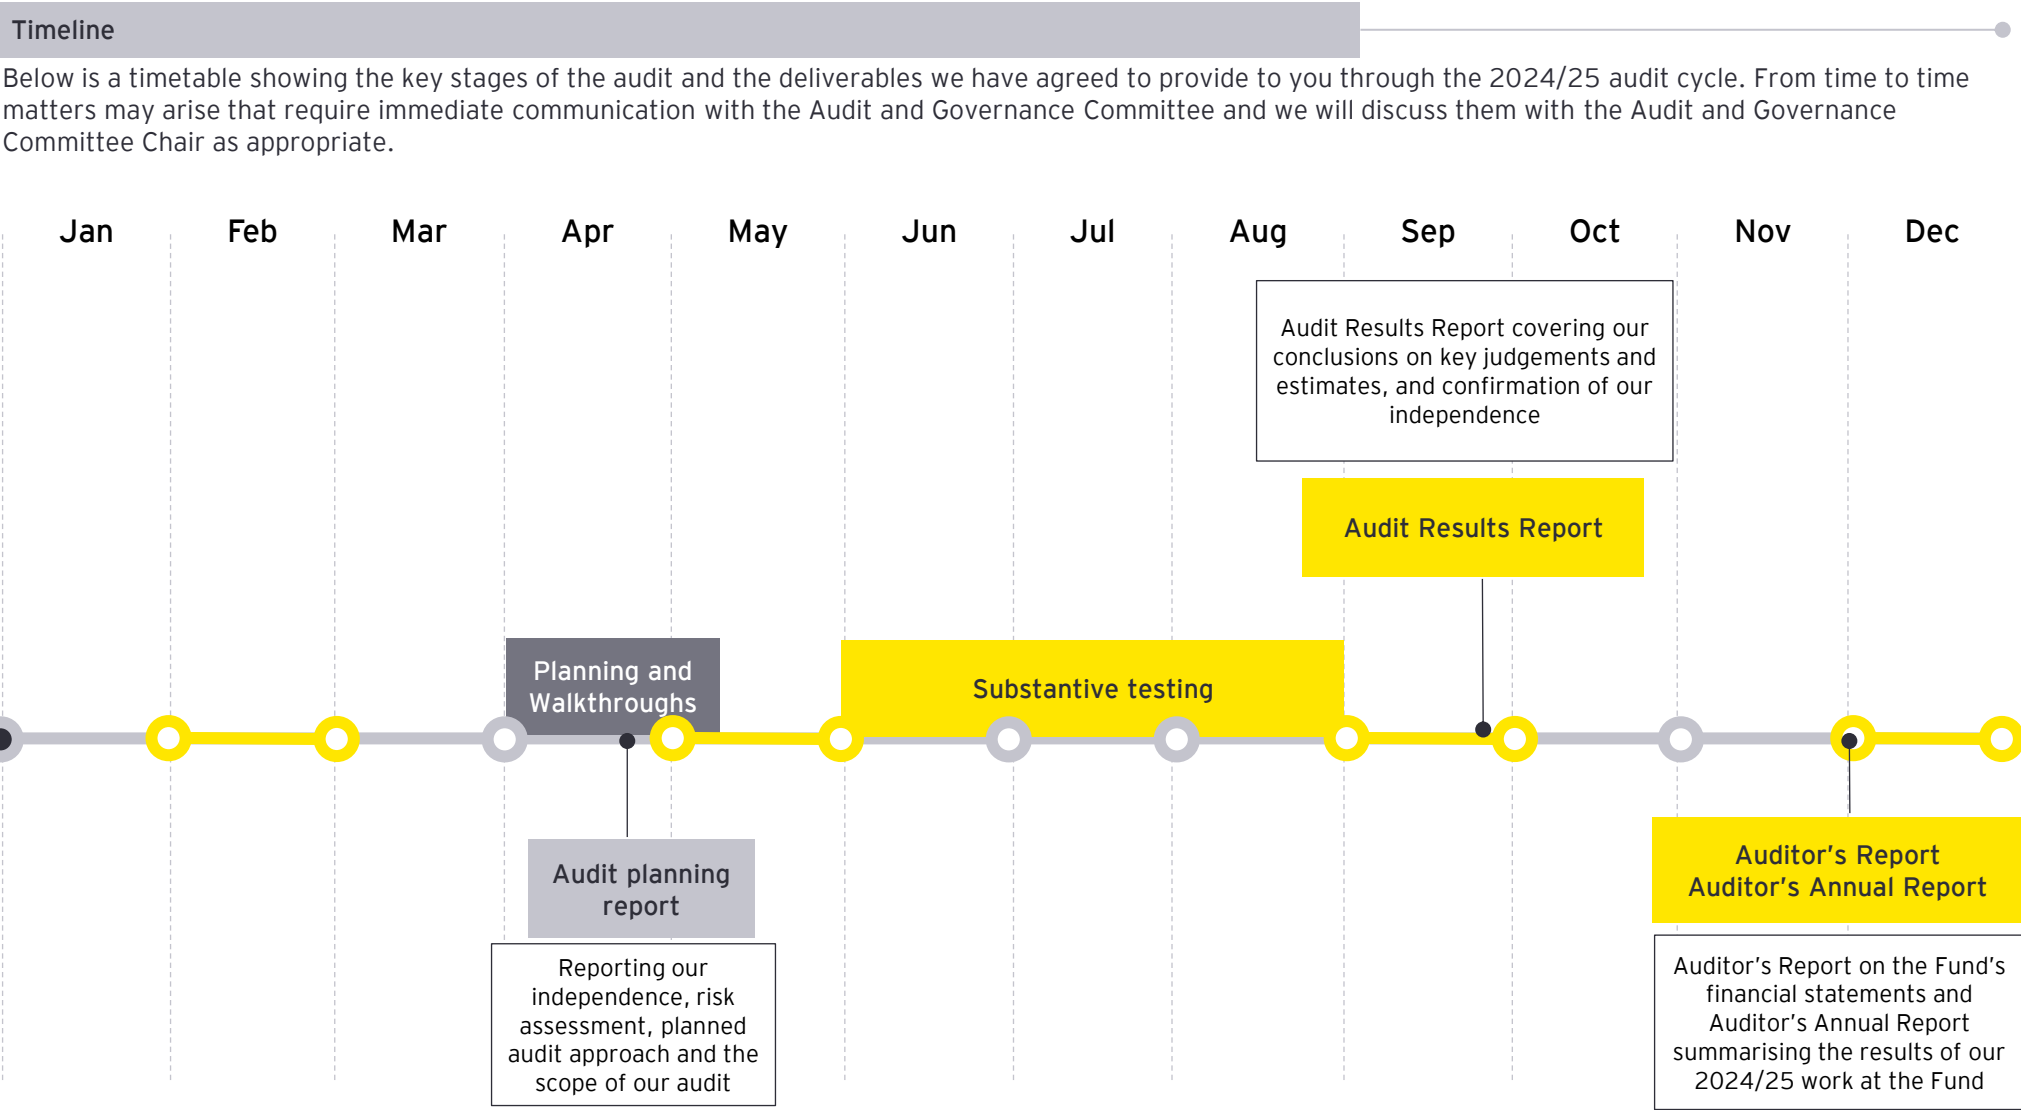 Timeline
Below is a timetable showing the key stages of the audit and the deliverables we have agreed to provide to you through the 2024/25 audit cycle. From time to time
matters may arise that require immediate communication with the Audit and Governance Committee and we will discuss them with the Audit and Governance
Committee Chair as appropriate.
Jan Feb Mar Apr May Jun Jul Aug Sep Oct Nov Dec
Audit Results Report covering our
conclusions on key judgements and
estimates, and confirmation of our
independence
Audit Results Report
Planning and
Walkthroughs
Substantive testing
Audit planning
report
Reporting our
independence, risk
assessment, planned
audit approach and the
scope of our audit
Auditor’s Report
Auditor’s Annual Report
Auditor’s Report on the Fund’s
financial statements and
Auditor’s Annual Report
summarising the results of our
2024/25 work at the Fund